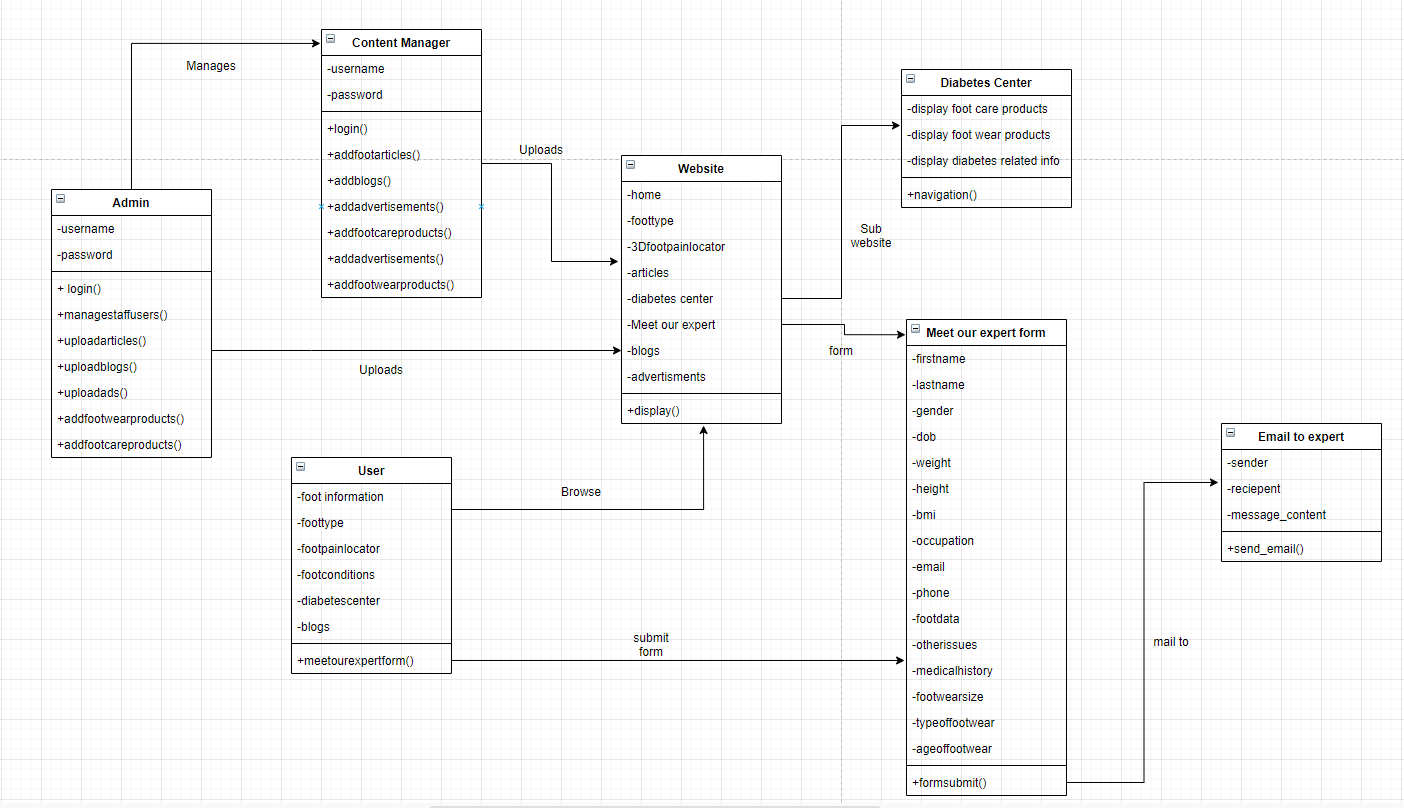 Content Manager
-username
-password
+login()
+addfootarticles()
+addblogs()
+addadvertisements()
+addfootcareproducts()
+addadvertisements()
+addfootwearproducts()
Manages
Admin
-username
-password
+ login()
+managestaffusers()
+uploadarticles()
+uploadblogs()
+uploadads()
+addfootwearproducts()
+addfootcareproducts()
Uploads
Uploads
Website
-home
-foottype
-3Dfootpainlocator
-articles
-diabetes center
-Meet our expert
-blogs
-advertisments
+display()
Diabetes Center
-display foot care products
-display foot wear products
-display diabetes related info
+navigation()
Sub
website
form
User
-foot information
-foottype
-footpainlocator
-footconditions
-diabetescenter
-blogs
+meetourexpertform()
Browse
submit
form
Meet our expert form
-firstname
-lastname
-gender
-dob
-weight
-height
-bmi
-occupation
-email
-phone
-footdata
-otherissues
-medicalhistory
-footwearsize
-typeoffootwear
-ageoffootwear
+formsubmit()
mail to
Email to expert
-sender
-reciepent
-message_content
+send_email()